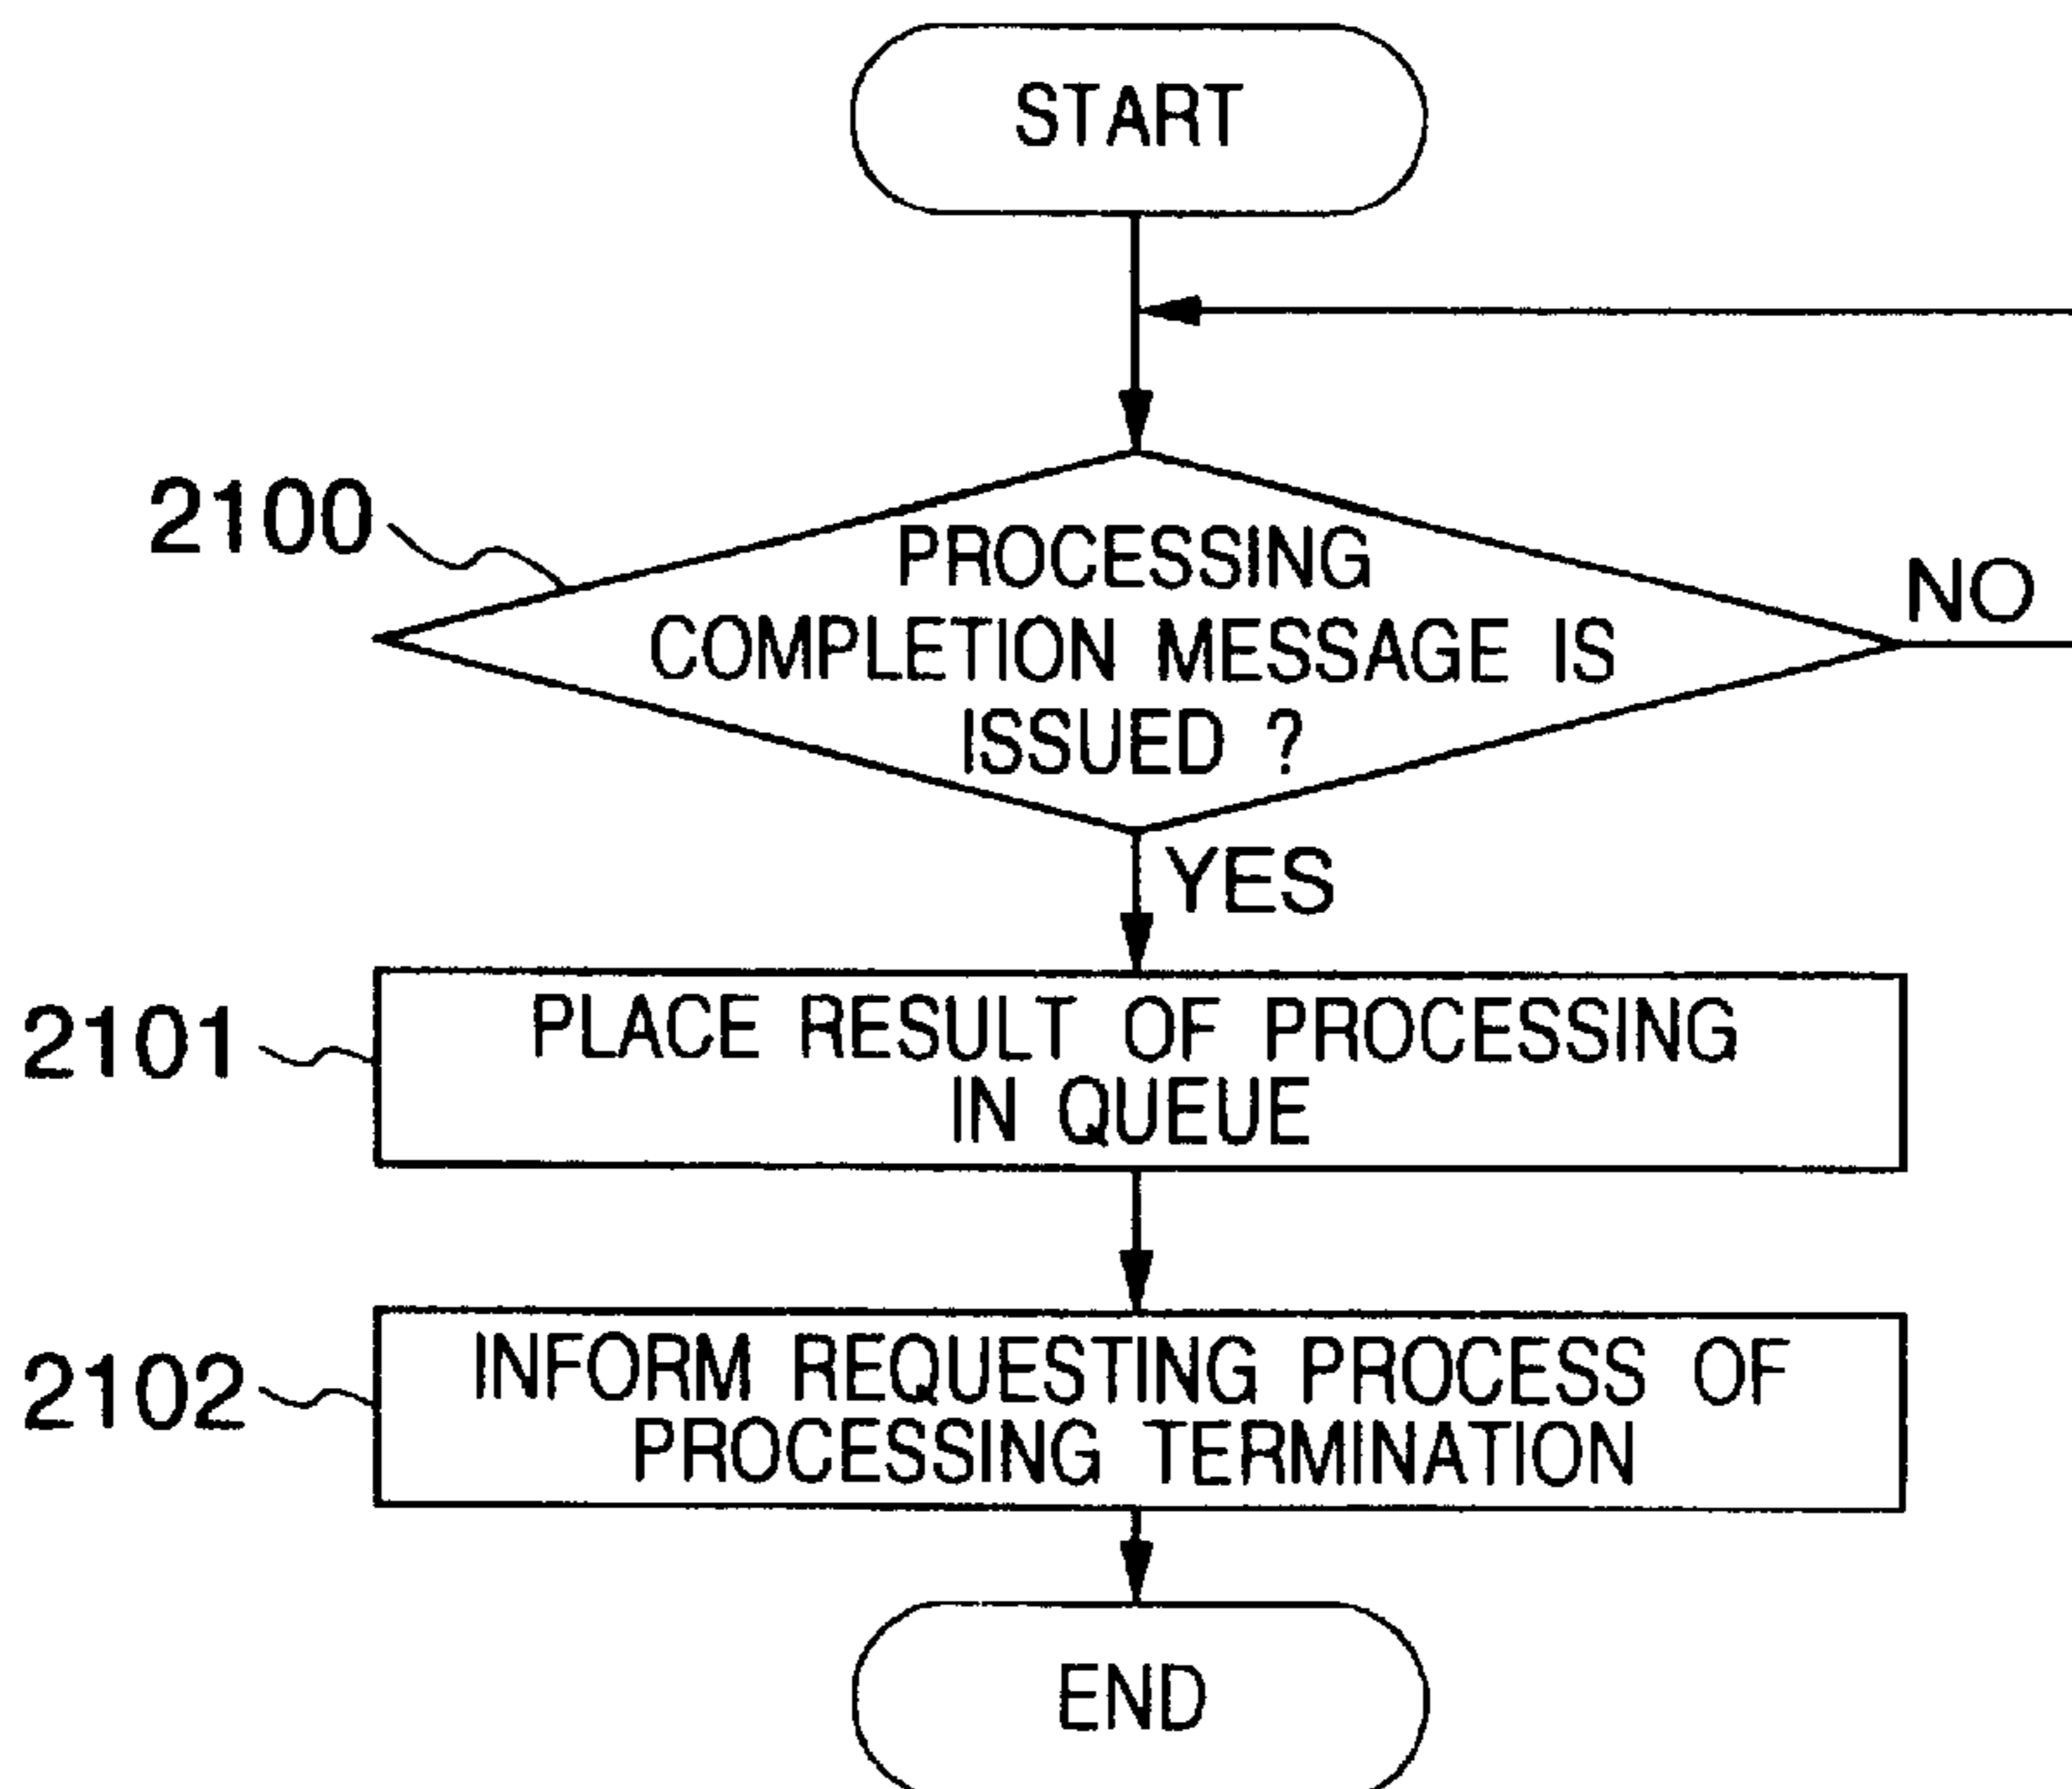 START
2100
PROCESSING
COMPLETION MESSAGE IS
ISSUED ?
NO
YES
2101
PLACE RESULT OF PROCESSING
IN QUEUE
2102
INFORM REQUESTING PROCESS OF
PROCESSING TERMINATION
END